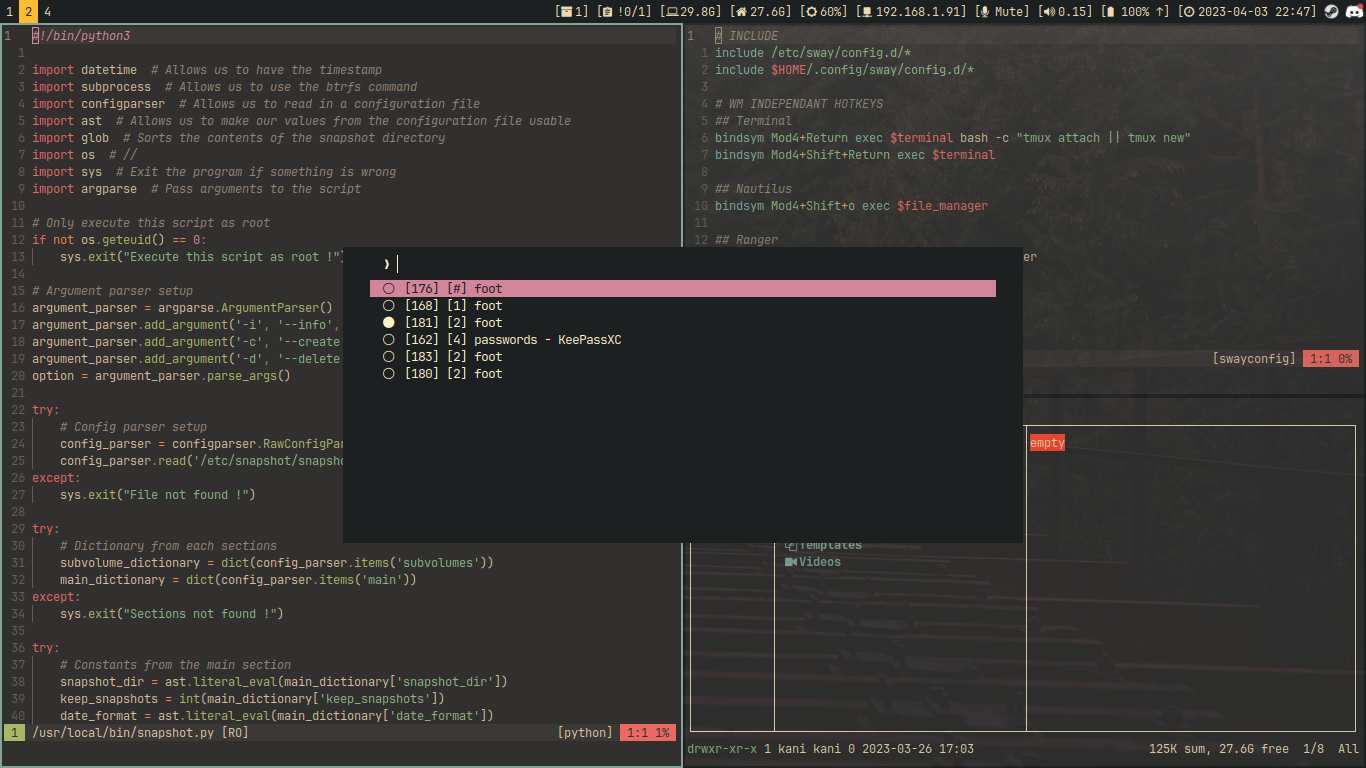 1 2 4 [1] [!0/1] [29.8G] [27.6G] [60%] [192.168.1.91] [Mute] [0.15] [100% ↑] [2023-04-03 22:47]
1 #!/bin/python3
1
2 import datetime  # Allows us to have the timestamp
3 import subprocess  # Allows us to use the btrfs command
4 import configparser  # Allows us to read in a configuration file
5 import ast  # Allows us to make our values from the configuration file usable
6 import glob  # Sorts the contents of the snapshot directory
7 import os  # //
8 import sys  # Exit the program if something is wrong
9 import argparse  # Pass arguments to the script
10
11 # Only execute this script as root
12 if not os.geteuid() == 0:
13     sys.exit("Execute this script as root !")
14
15 # Argument parser setup
16 argument_parser = argparse.ArgumentParser()
17 argument_parser.add_argument('-i', '--info',
18 argument_parser.add_argument('-c', '--create
19 argument_parser.add_argument('-d', '--delete
20 option = argument_parser.parse_args()
21
22 try:
23     # Config parser setup
24     config_parser = configparser.RawConfigPar
25     config_parser.read('/etc/snapshot/snapsho
26 except:
27     sys.exit("File not found !")
28
29 try:
30     # Dictionary from each sections
31     subvolume_dictionary = dict(config_parser.items('subvolumes'))
32     main_dictionary = dict(config_parser.items('main'))
33 except:
34     sys.exit("Sections not found !")
35
36 try:
37     # Constants from the main section
38     snapshot_dir = ast.literal_eval(main_dictionary['snapshot_dir'])
39     keep_snapshots = int(main_dictionary['keep_snapshots'])
40     date_format = ast.literal_eval(main_dictionary['date_format'])
1 /usr/local/bin/snapshot.py [RO] [python] 1:1 1%
1 # INCLUDE
1 include /etc/sway/config.d/*
2 include $HOME/.config/sway/config.d/*
3
4 # WM INDEPENDANT HOTKEYS
5 ## Terminal
6 bindsym Mod4+Return exec $terminal bash -c "tmux attach || tmux new"
7 bindsym Mod4+Shift+Return exec $terminal
8
9 ## Nautilus
10 bindsym Mod4+Shift+o exec $file_manager
11
12 ## Ranger
er
[swayconfig] 1:1 0%
❯
[176] [#] foot
[168] [1] foot
[181] [2] foot
[162] [4] passwords - KeePassXC
[183] [2] foot
[180] [2] foot
empty
Templates
Videos
drwxr-xr-x 1 kani kani 0 2023-03-26 17:03 125K sum, 27.6G free 1/8 All